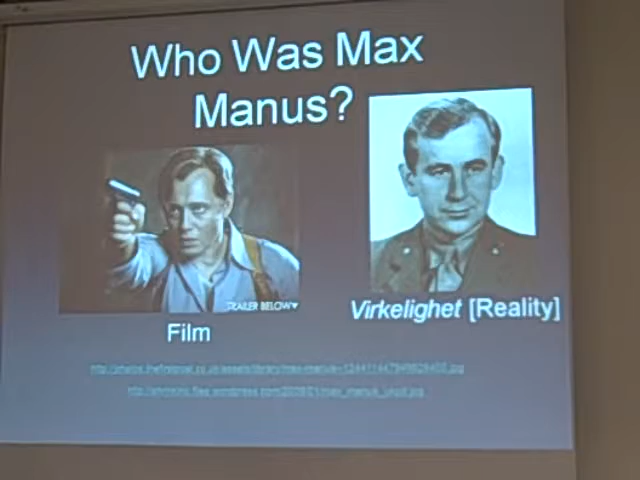 Who Was Max
Manus?
TRAILER BELOW▾
Virkelighet [Reality]
Film